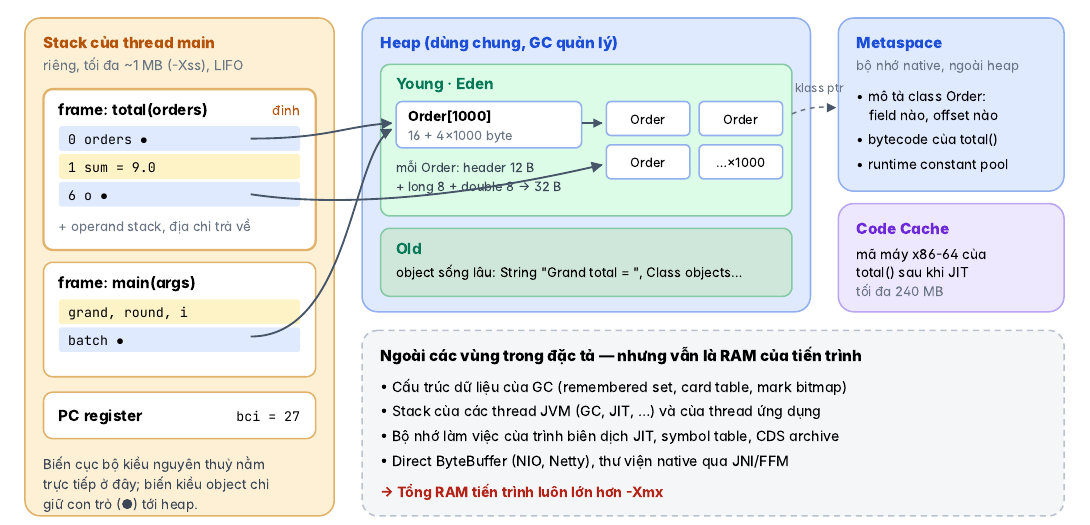 Stack của thread main
riêng, tối đa ~1 MB (-Xss), LIFO
frame: total(orders)
đỉnh
0 orders ●
1 sum = 9.0
6 o ●
+ operand stack, địa chỉ trả về
frame: main(args)
grand, round, i
batch ●
PC register
bci = 27
Biến cục bộ kiểu nguyên thuỷ nằm
trực tiếp ở đây; biến kiểu object chỉ
giữ con trỏ (●) tới heap.
Heap (dùng chung, GC quản lý)
Young · Eden
Order[1000]
16 + 4×1000 byte
Order
Order
Order
...×1000
mỗi Order: header 12 B
+ long 8 + double 8 → 32 B
Old
object sống lâu: String "Grand total = ", Class objects...
klass ptr
Metaspace
bộ nhớ native, ngoài heap
• mô tả class Order:
field nào, offset nào
• bytecode của total()
• runtime constant pool
Code Cache
mã máy x86-64 của
total() sau khi JIT
tối đa 240 MB
Ngoài các vùng trong đặc tả — nhưng vẫn là RAM của tiến trình
• Cấu trúc dữ liệu của GC (remembered set, card table, mark bitmap)
• Stack của các thread JVM (GC, JIT, ...) và của thread ứng dụng
• Bộ nhớ làm việc của trình biên dịch JIT, symbol table, CDS archive
• Direct ByteBuffer (NIO, Netty), thư viện native qua JNI/FFM
→ Tổng RAM tiến trình luôn lớn hơn -Xmx